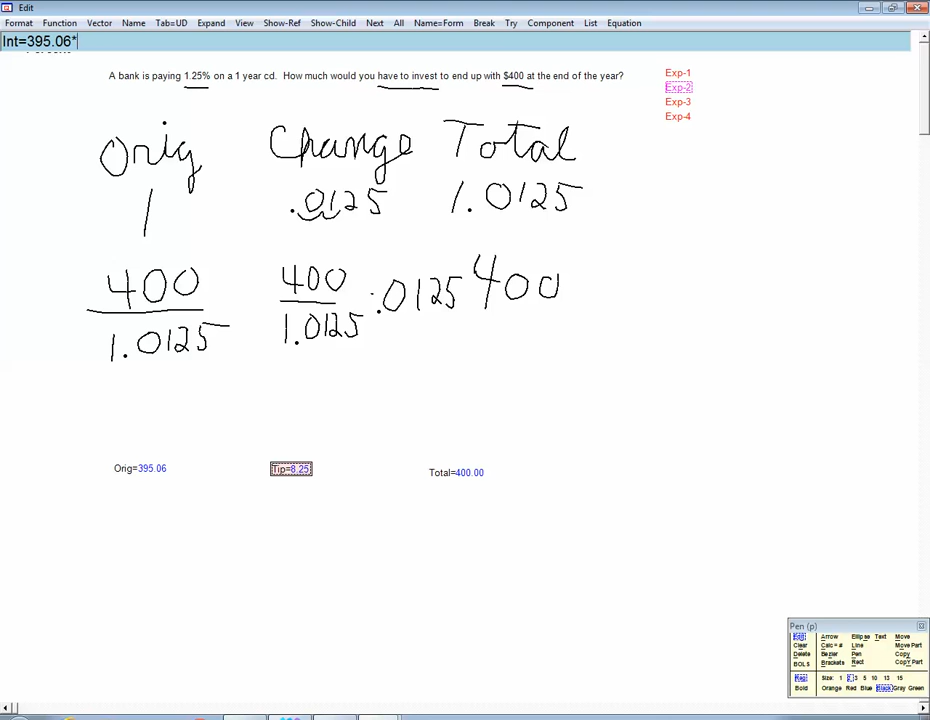 Edit
Format Function Vector Name Tab=UD Expand View Show-Ref Show-Child Next All Name=Form Break Try Component List Equation
Int=395.06*
A bank is paying 1.25% on a 1 year cd. How much would you have to invest to end up with $400 at the end of the year?
Exp-1
Exp-2
Exp-3
Exp-4
Orig Change Total
1 .0125 1.0125
400 400 .0125 400
1.0125 1.0125
Orig=395.06 Tip=8.25 Total=400.00
Pen (p)
Arrow Ellipse Text Move
Clear Calc = # Line Move Part
Delete Bezier Pen Copy
BOLS Brackets Rect Copy Part
Size: 1 3 5 10 13 15
Bold Orange Red Blue Black Gray Green